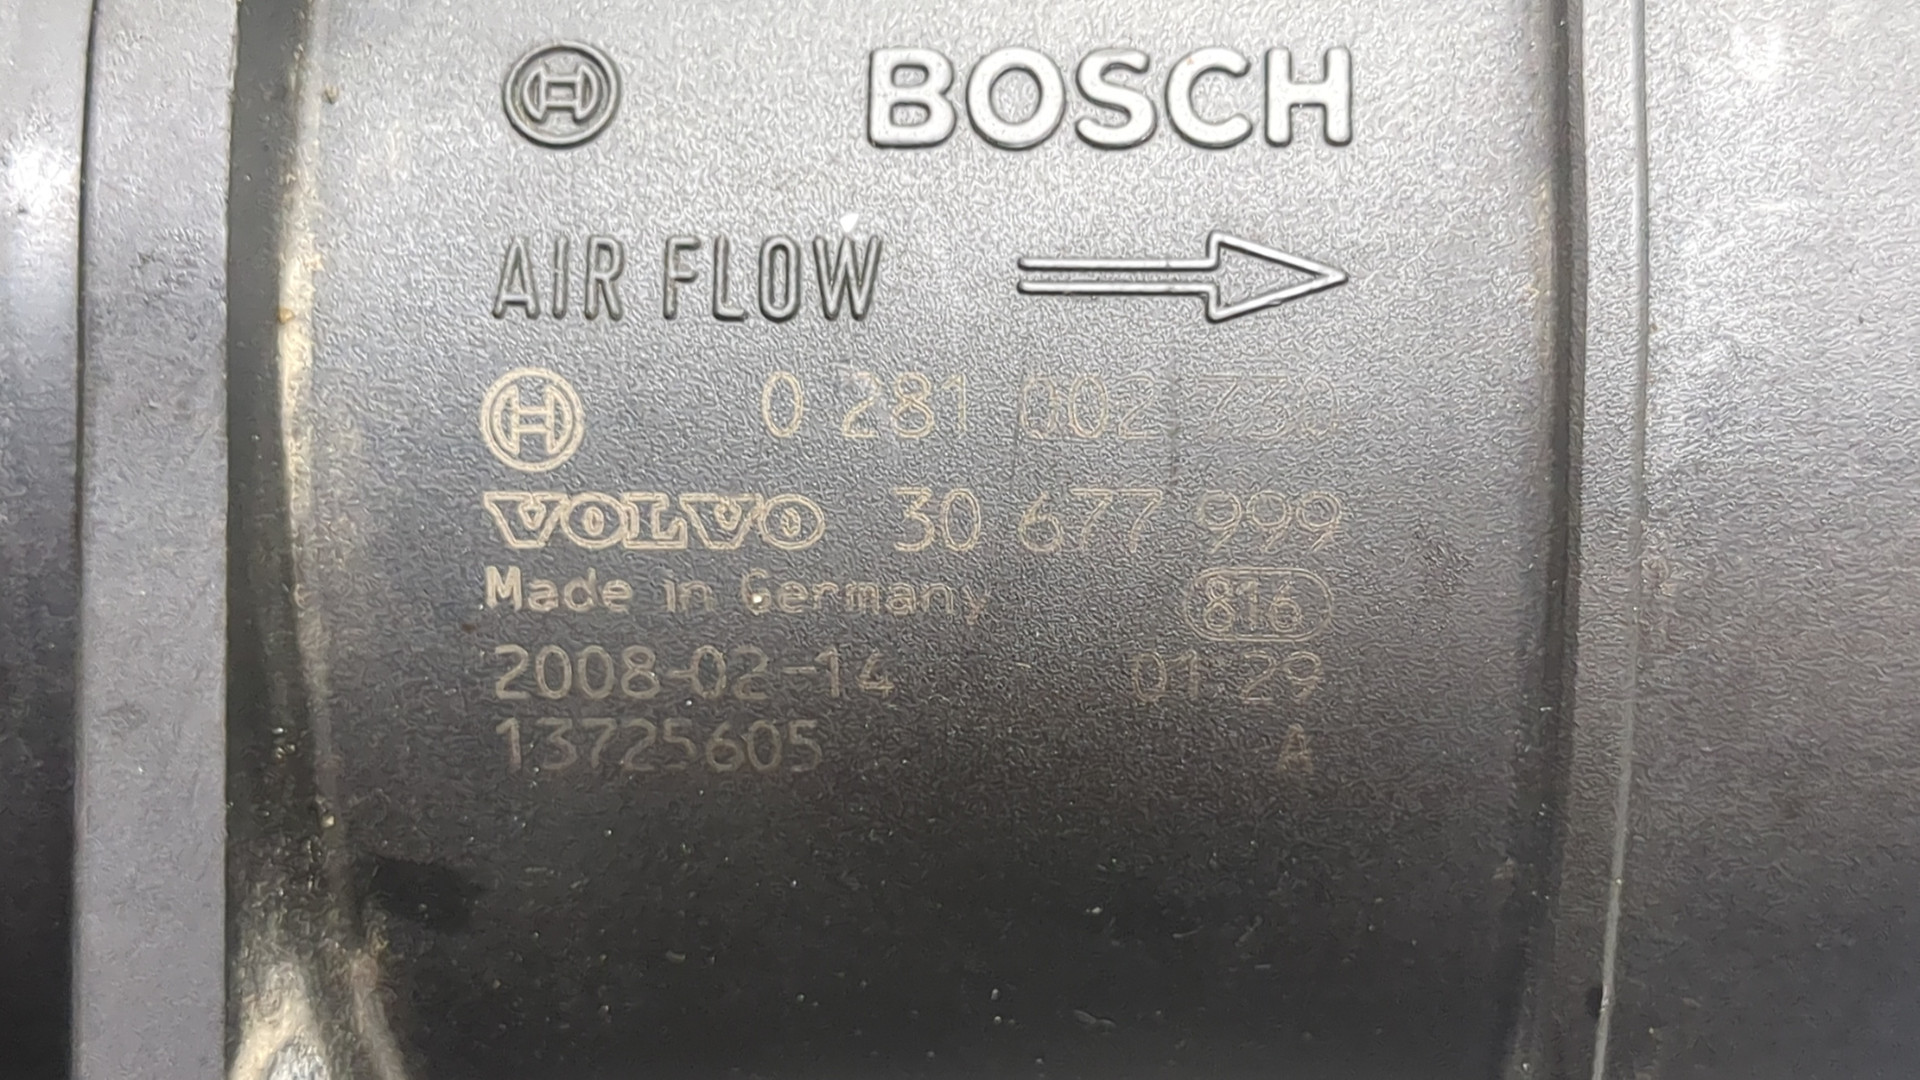 BOSCH
AIR FLOW
0 281 002
VOLVO 30 677 999
Made in Germany 816
2008-02-14 01 29
13725605 A